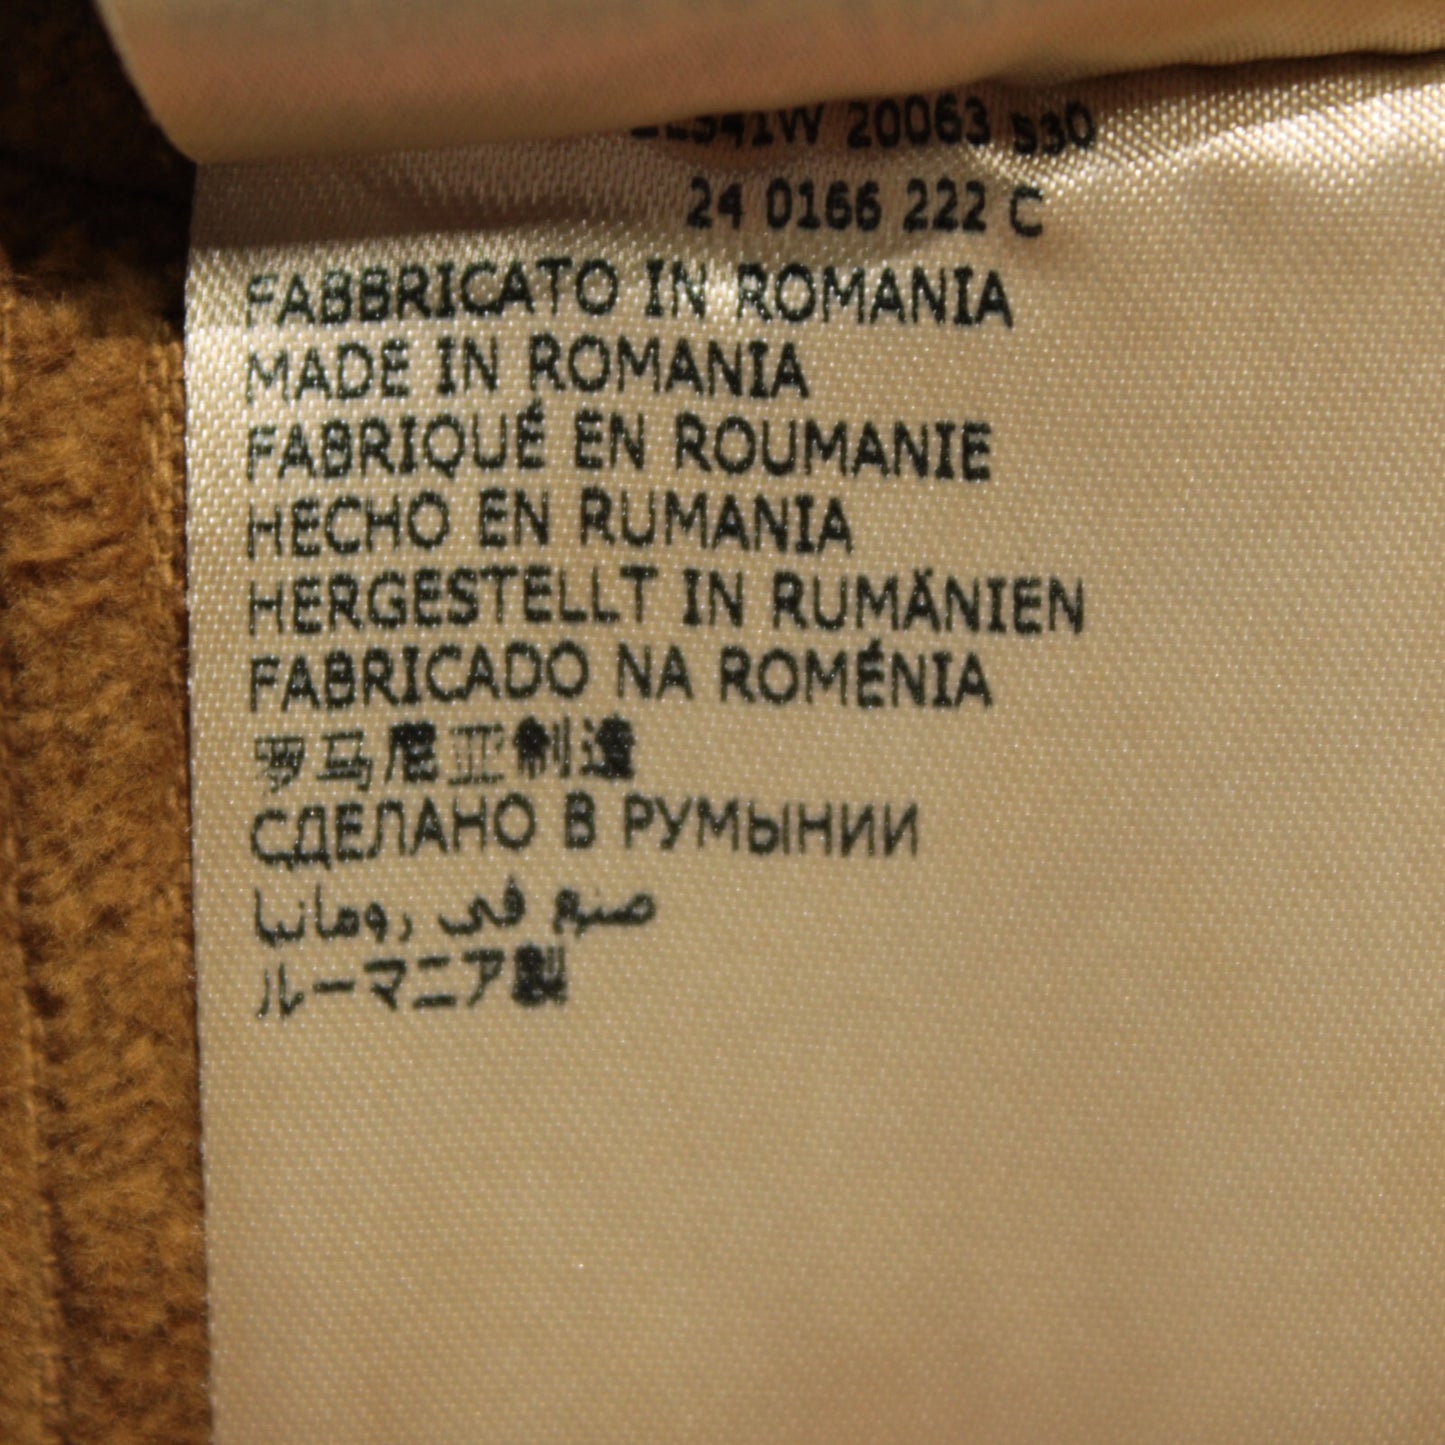 20063 530
24 0166 222 C
FABBRICATO IN ROMANIA
MADE IN ROMANIA
FABRIQUÉ EN ROUMANIE
HECHO EN RUMANIA
HERGESTELLT IN RUMÄNIEN
FABRICADO NA ROMÉNIA
罗马尼亚制造
СДЕЛАНО В РУМЫНИИ
صنع في رومانيا
ルーマニア製